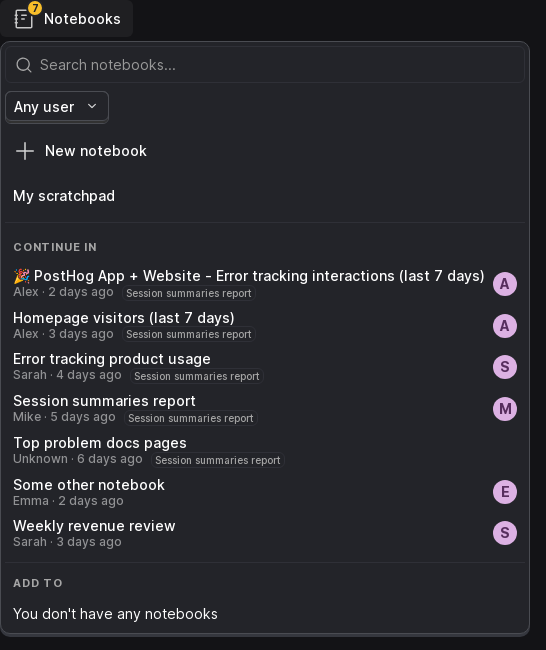 7
Notebooks
Search notebooks...
Any user
New notebook
My scratchpad
CONTINUE IN
🎉 PostHog App + Website - Error tracking interactions (last 7 days)
Alex · 2 days ago Session summaries report
A
Homepage visitors (last 7 days)
Alex · 3 days ago Session summaries report
A
Error tracking product usage
Sarah · 4 days ago Session summaries report
S
Session summaries report
Mike · 5 days ago Session summaries report
M
Top problem docs pages
Unknown · 6 days ago Session summaries report
Some other notebook
Emma · 2 days ago
E
Weekly revenue review
Sarah · 3 days ago
S
ADD TO
You don't have any notebooks